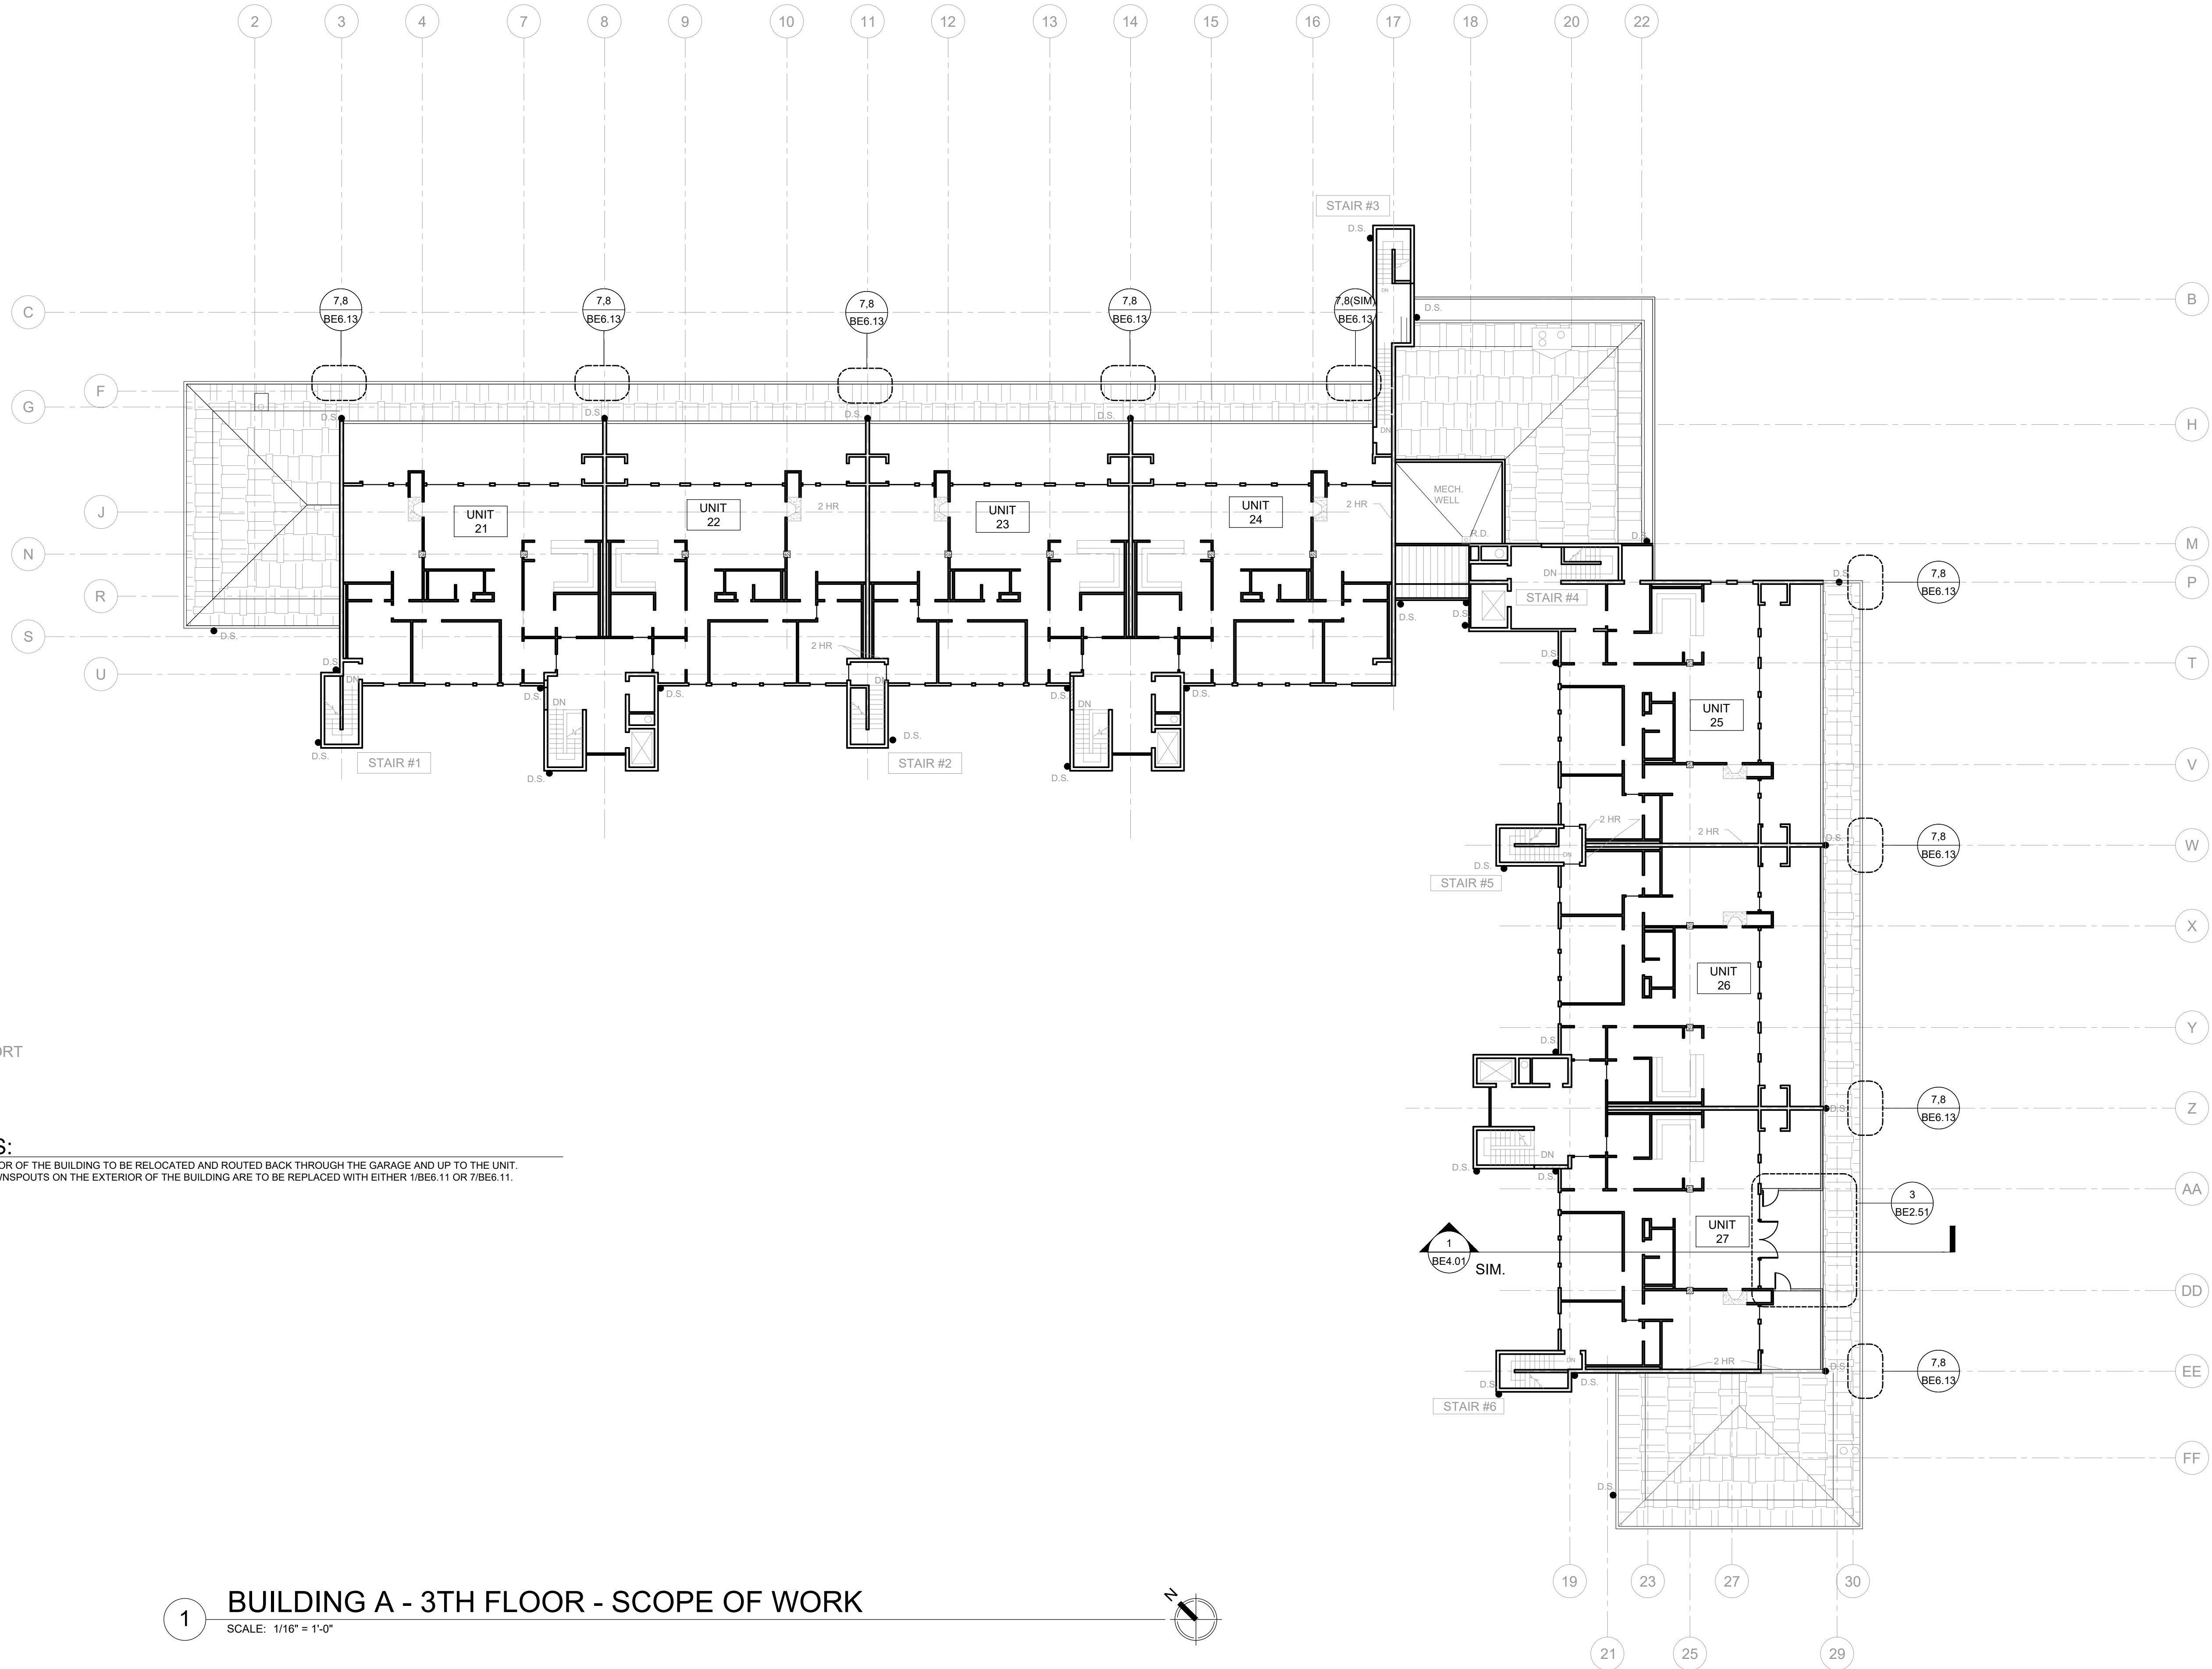 2 3 4 7 8 9 10 11 12 13 14 15 16 17 18 20 22
STAIR #3
D.S.
DN
C
7,8
BE6.13
7,8
BE6.13
7,8
BE6.13
7,8
BE6.13
7,8(SIM)
BE6.13
D.S.
B
F
G
D.S.
D.S.
D.S.
D.S.
DN
H
J
UNIT
21
UNIT
22
2 HR
UNIT
23
UNIT
24
2 HR
MECH.
WELL
R.D.
D.S.
N
M
R
DN
STAIR #4
D.S.
7,8
BE6.13
P
S
D.S.
D.S.
D.S.
2 HR
U
D.S.
DN
D.S.
DN
D.S.
DN
D.S.
DN
D.S.
D.S.
T
UNIT
25
D.S.
STAIR #1
D.S.
D.S.
STAIR #2
D.S.
V
2 HR
2 HR
DN
D.S.
D.S.
STAIR #5
7,8
BE6.13
W
X
UNIT
26
Y
D.S.
ORT
D.S.
7,8
BE6.13
Z
S:
OR OF THE BUILDING TO BE RELOCATED AND ROUTED BACK THROUGH THE GARAGE AND UP TO THE UNIT.
WNSPOUTS ON THE EXTERIOR OF THE BUILDING ARE TO BE REPLACED WITH EITHER 1/BE6.11 OR 7/BE6.11.
DN
D.S.
D.S.
AA
3
BE2.51
UNIT
27
1
BE4.01
SIM.
DD
2 HR
DN
D.S.
D.S.
D.S.
7,8
BE6.13
EE
STAIR #6
FF
D.S.
19 23 27 30
21 25 29
1
BUILDING A - 3TH FLOOR - SCOPE OF WORK
SCALE: 1/16" = 1'-0"
N